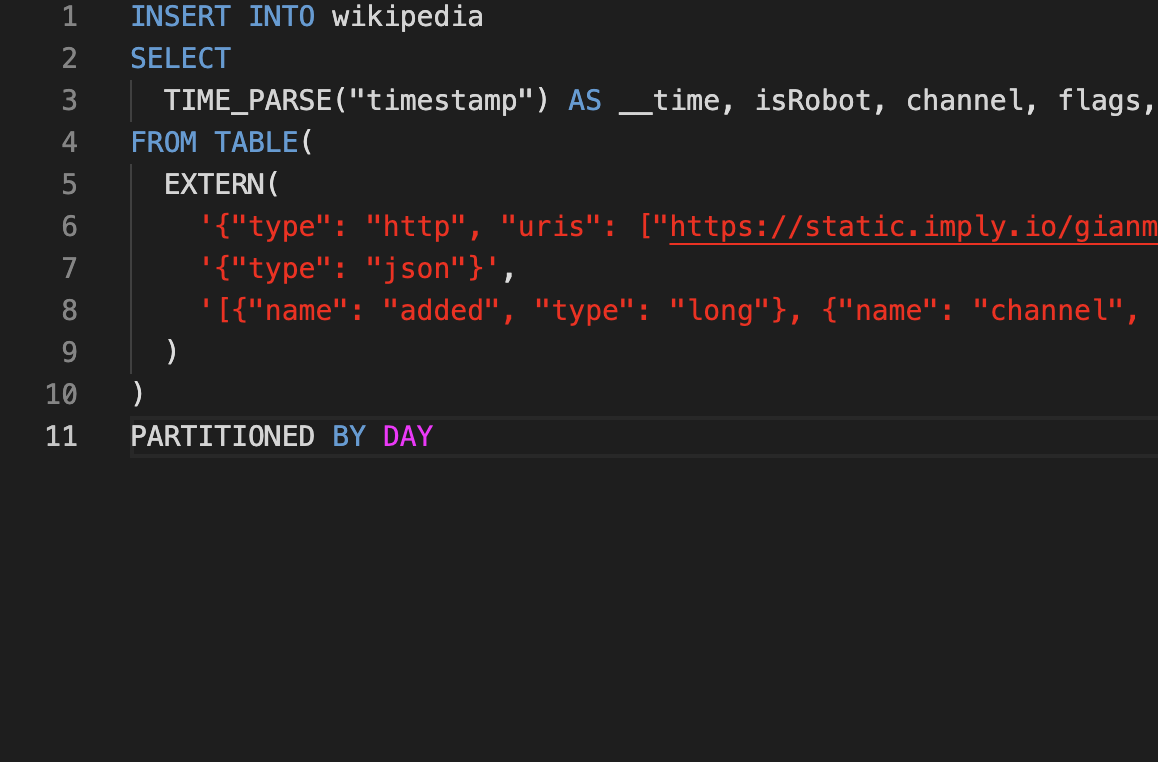 1 INSERT INTO wikipedia
2 SELECT
3 TIME_PARSE("timestamp") AS __time, isRobot, channel, flags,
4 FROM TABLE(
5 EXTERN(
6 '{"type": "http", "uris": ["https://static.imply.io/gianm
7 '{"type": "json"}',
8 '[{"name": "added", "type": "long"}, {"name": "channel",
9 )
10 )
11 PARTITIONED BY DAY